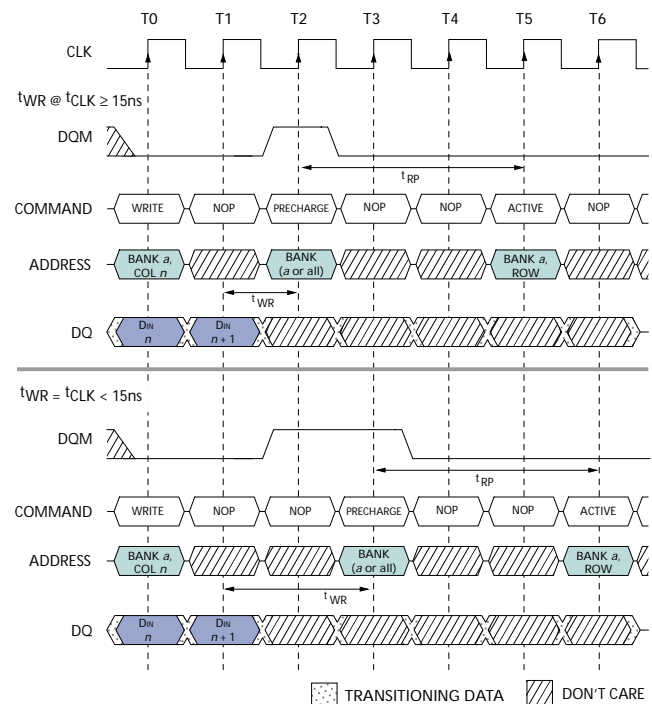 T0 T1 T2 T3 T4 T5 T6
CLK
tWR @ tCLK ≥ 15ns
DQM
tRP
COMMAND WRITE NOP PRECHARGE NOP NOP ACTIVE NOP
ADDRESS BANK a, COL n BANK (a or all) BANK a, ROW
tWR
DQ DIN n DIN n + 1
tWR = tCLK < 15ns
DQM
tRP
COMMAND WRITE NOP NOP PRECHARGE NOP NOP ACTIVE
ADDRESS BANK a, COL n BANK (a or all) BANK a, ROW
tWR
DQ DIN n DIN n + 1
TRANSITIONING DATA DON'T CARE